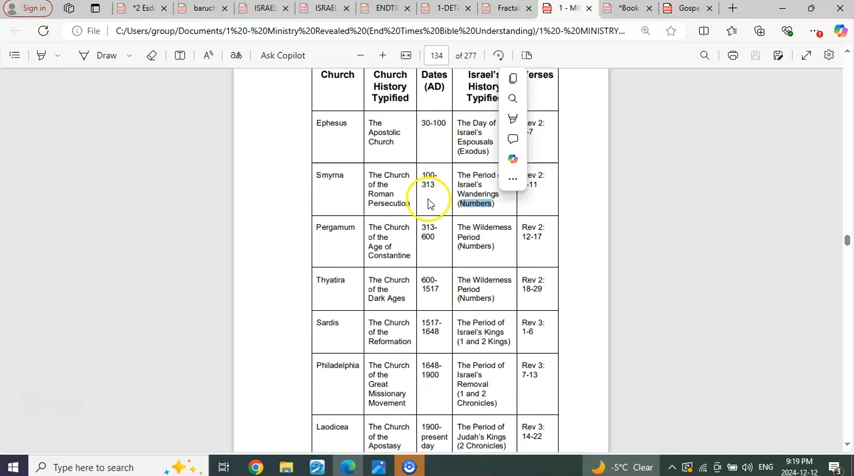 Sign in
*2 Esd
baruch
ISRAEL
ISRAEL
ENDTIN
1-DETA
Fractal
1 - MIN
*Book
Gospe
File
C:/Users/group/Documents/1%20-%20Ministry%20Revealed%20(End%20Times%20Bible%20Understanding)/1%20-%20MINISTRY...
Draw
Ask Copilot
134 of 277
Church
Church History Typified
Dates (AD)
Israel's History Typified
Verses
Ephesus
The Apostolic Church
30-100
The Day of Israel's Espousals (Exodus)
Rev 2:
-7
Smyrna
The Church of the Roman Persecution
100-313
The Period Israel's Wanderings (Numbers)
Rev 2:
-11
Pergamum
The Church of the Age of Constantine
313-600
The Wilderness Period (Numbers)
Rev 2: 12-17
Thyatira
The Church of the Dark Ages
600-1517
The Wilderness Period (Numbers)
Rev 2: 18-29
Sardis
The Church of the Reformation
1517-1648
The Period of Israel's Kings (1 and 2 Kings)
Rev 3: 1-6
Philadelphia
The Church of the Great Missionary Movement
1648-1900
The Period of Israel's Removal (1 and 2 Chronicles)
Rev 3: 7-13
Laodicea
The Church of the Apostasy
1900-present day
The Period of Judah's Kings (2 Chronicles)
Rev 3: 14-22
Type here to search
-5°C Clear
ENG
9:19 PM
2024-12-12